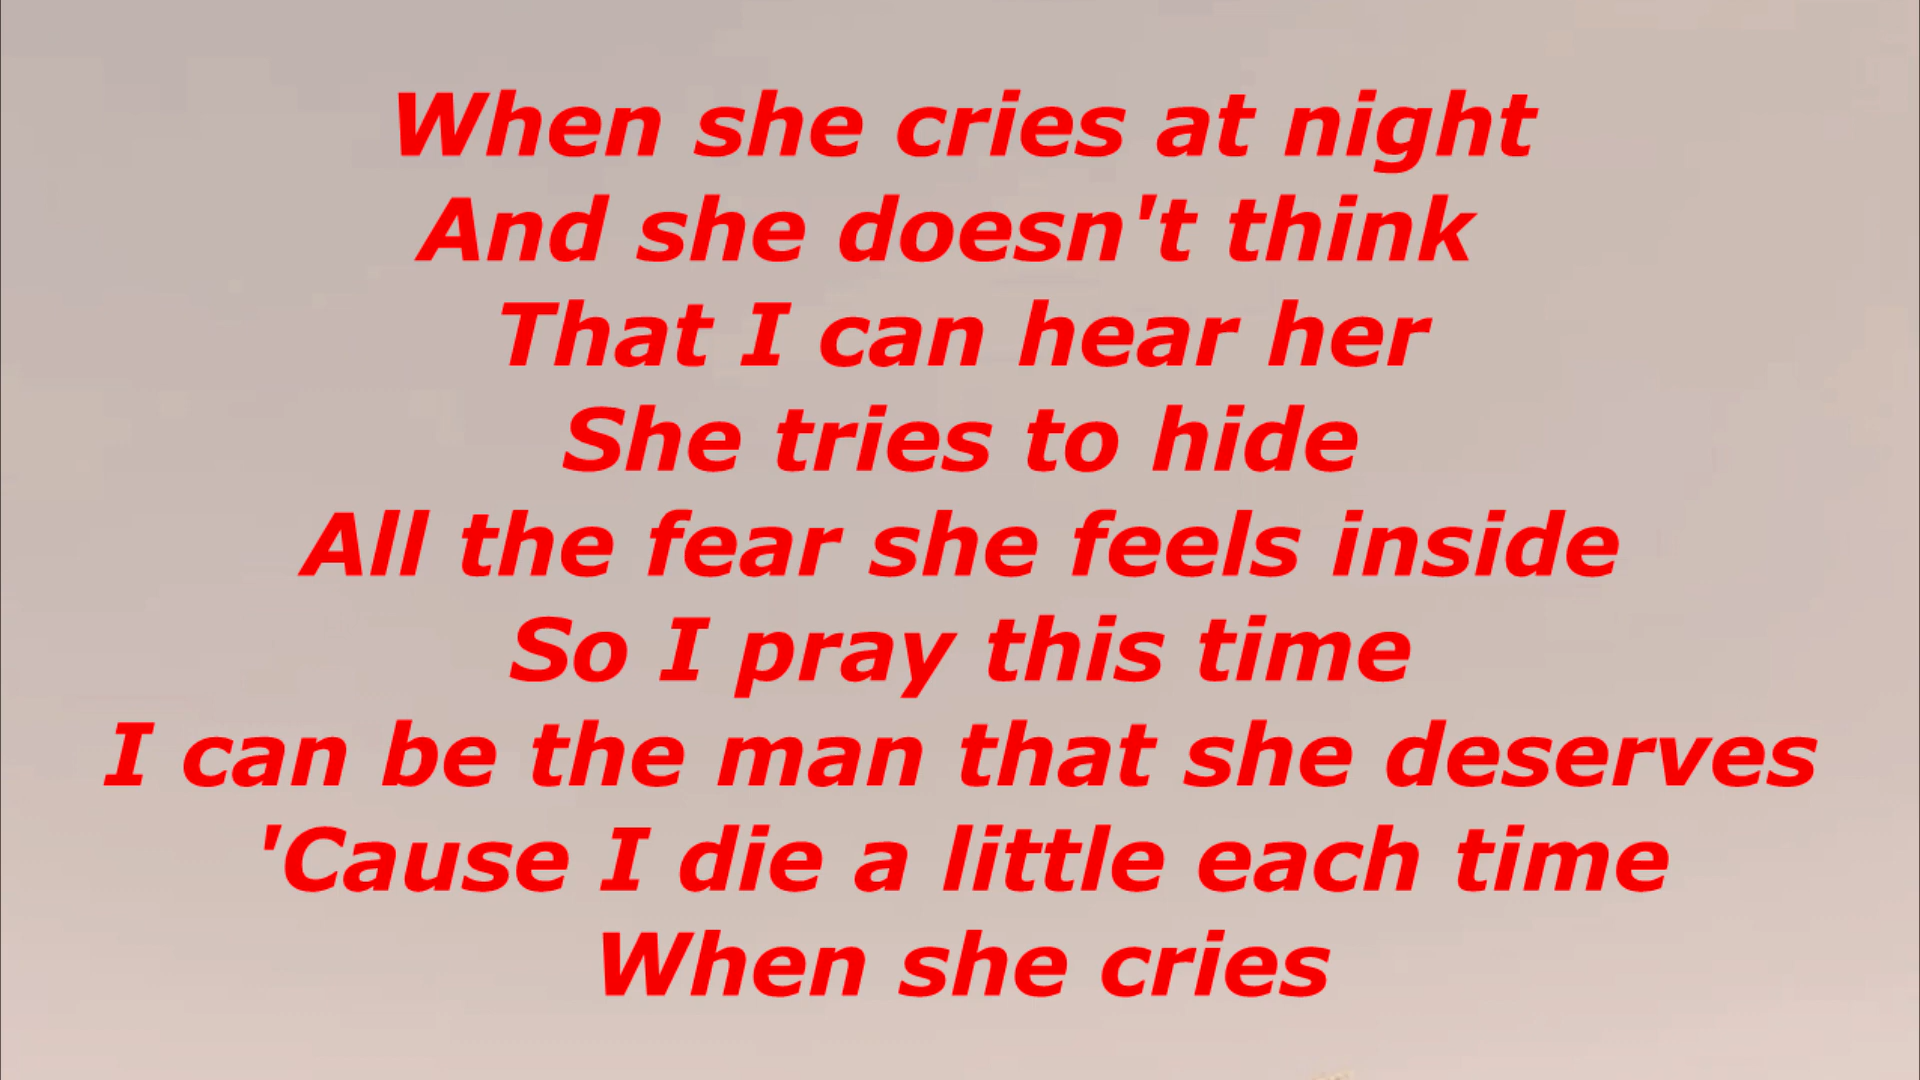 When she cries at night
And she doesn't think
That I can hear her
She tries to hide
All the fear she feels inside
So I pray this time
I can be the man that she deserves
'Cause I die a little each time
When she cries